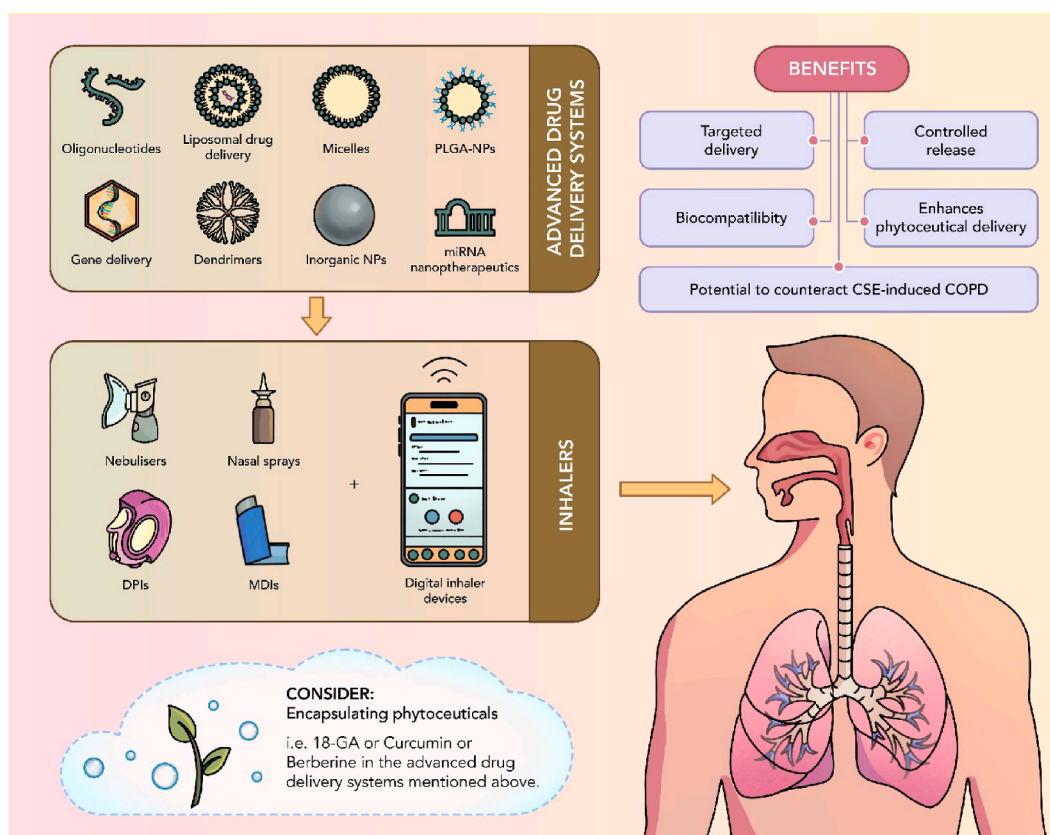 Oligonucleotides
Liposomal drug
delivery
Micelles
PLGA-NPs
Gene delivery
Dendrimers
Inorganic NPs
miRNA
nanoptherapeutics
ADVANCED DRUG
DELIVERY SYSTEMS
BENEFITS
Targeted
delivery
Controlled
release
Biocompatilibity
Enhances
phytoceutical delivery
Potential to counteract CSE-induced COPD
Nebulisers
Nasal sprays
+
DPIs
MDIs
Digital inhaler
devices
INHALERS
CONSIDER:
Encapsulating phytoceuticals
i.e. 18-GA or Curcumin or
Berberine in the advanced drug
delivery systems mentioned above.